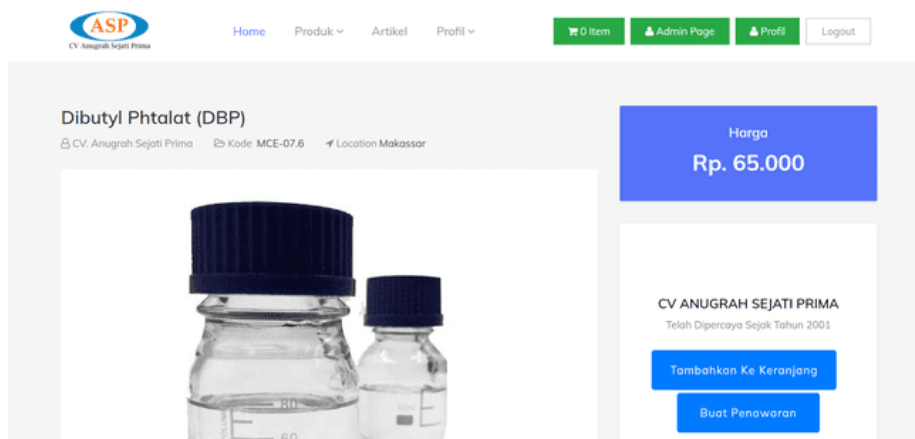 ASP
CV Anugrah Sejati Prima
Home Produk Artikel Profil
0 Item Admin Page Profil Logout
Dibutyl Phtalat (DBP)
CV. Anugrah Sejati Prima Kode MCE-07.6 Location Makassar
Harga
Rp. 65.000
80
60
CV ANUGRAH SEJATI PRIMA
Telah Dipercaya Sejak Tahun 2001
Tambahkan Ke Keranjang
Buat Penawaran